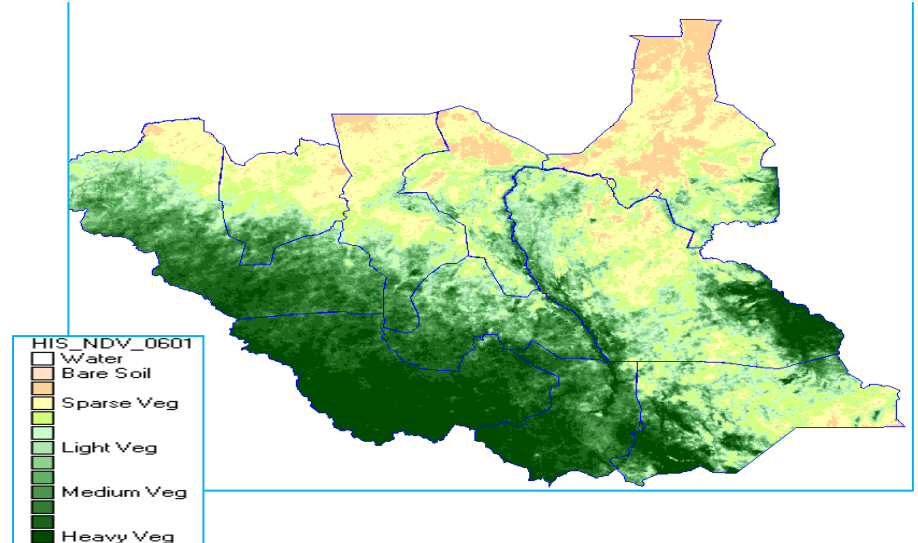 HIS_NDV_0601
Water
Bare Soil
Sparse Veg
Light Veg
Medium Veg
Heavy Veg